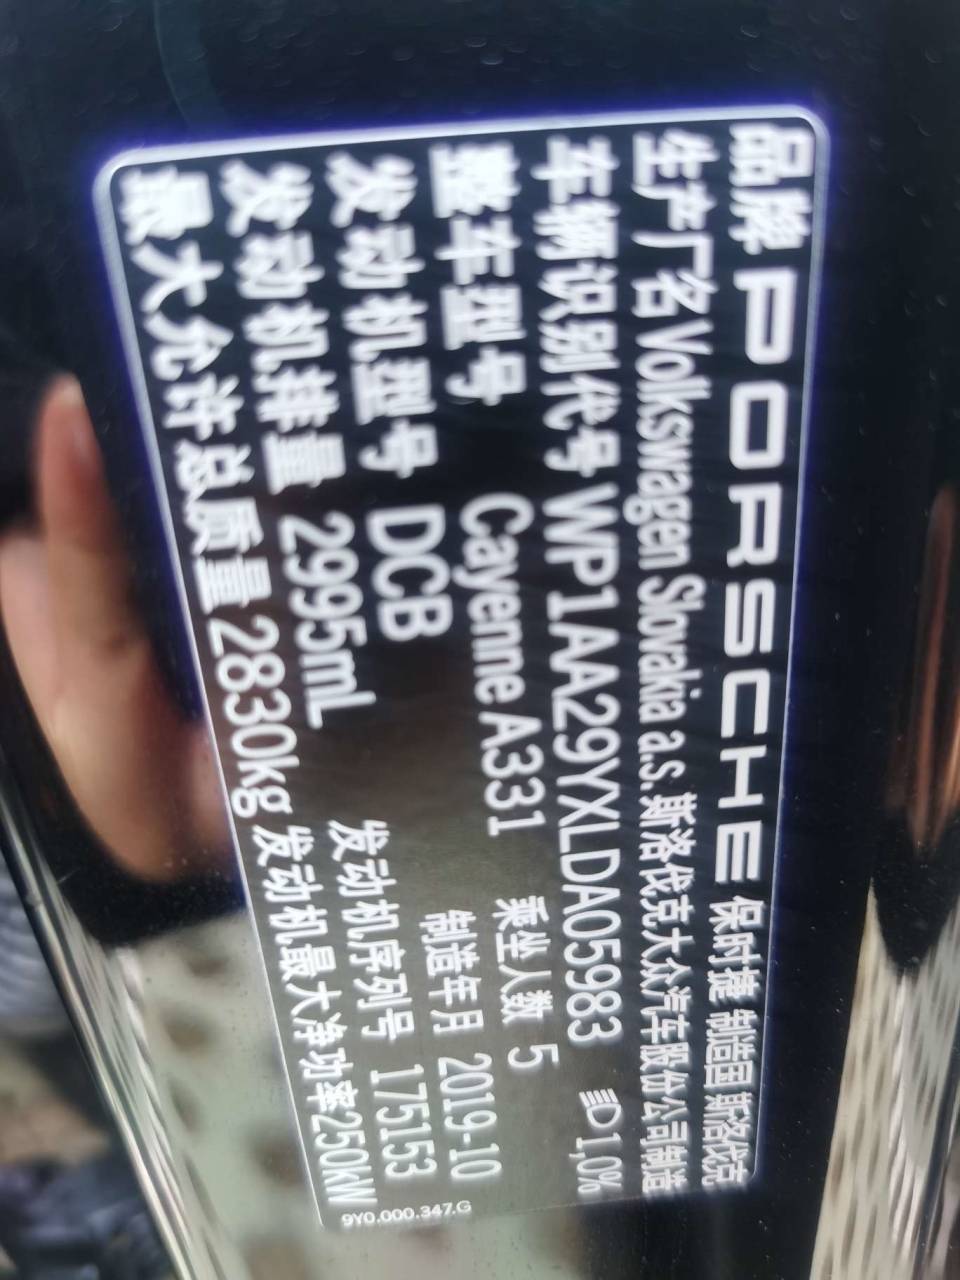 品牌 PORSCHE 保时捷 制造国 斯洛伐克
生产厂名 Volkswagen Slovakia a.s. 斯洛伐克大众汽车股份公司制造
车辆识别代号 WP1AA29YXLDA05983 1,0%
整车型号 Cayenne A331 乘坐人数 5
发动机型号 DCB 制造年月 2019-10
发动机排量 2995mL 发动机序列号 175153
最大允许总质量 2830kg 发动机最大净功率250kW
9Y0.000.347.G